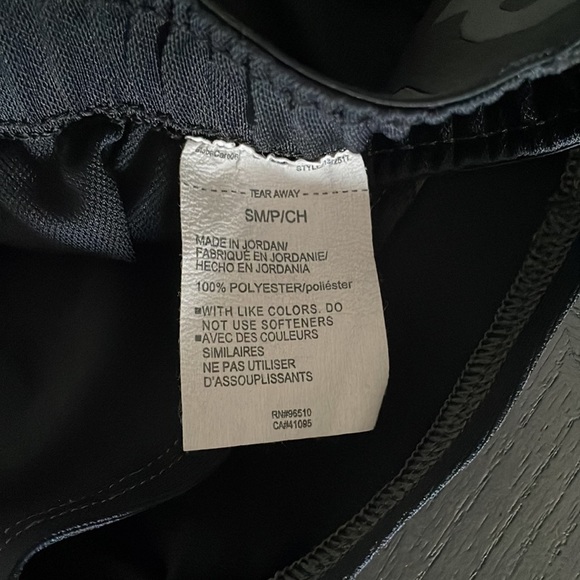 TEAR AWAY
SM/P/CH
MADE IN JORDAN/
FABRIQUÉ EN JORDANIE/
HECHO EN JORDANIA
100% POLYESTER/poliéster
■WITH LIKE COLORS. DO
NOT USE SOFTENERS
■AVEC DES COULEURS
SIMILAIRES
NE PAS UTILISER
D'ASSOUPLISSANTS
RN#96510
CA#41095